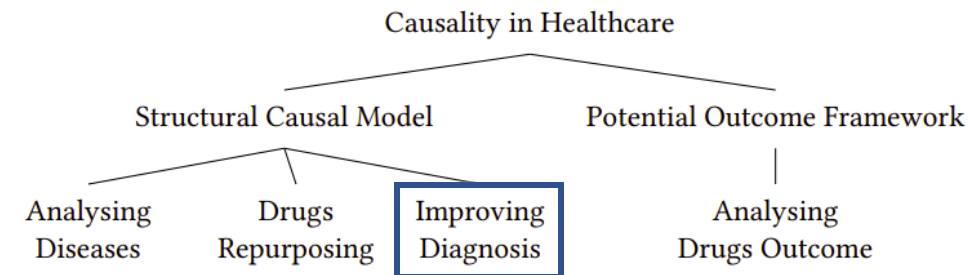 Causality in Healthcare
Structural Causal Model
Potential Outcome Framework
Analysing
Diseases
Drugs
Repurposing
Improving
Diagnosis
Analysing
Drugs Outcome